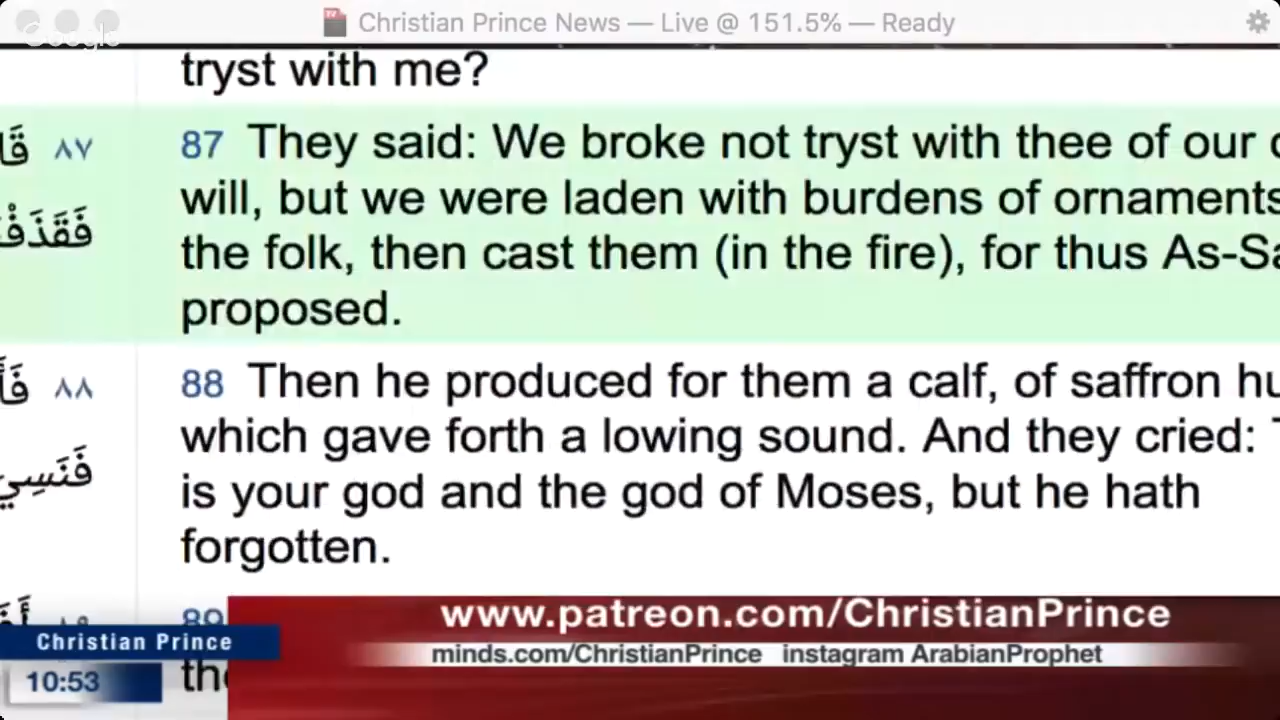 Christian Prince News — Live @ 151.5% — Ready
Google
tryst with me?
87 They said: We broke not tryst with thee of our
will, but we were laden with burdens of ornaments
the folk, then cast them (in the fire), for thus
proposed.
88 Then he produced for them a calf, of saffron
which gave forth a lowing sound. And they cried:
is your god and the god of Moses, but he hath
forgotten.
89
٨٧
٨٨
فَنَسِيَ
www.patreon.com/ChristianPrince
Christian Prince
minds.com/ChristianPrince instagram ArabianProphet
10:53